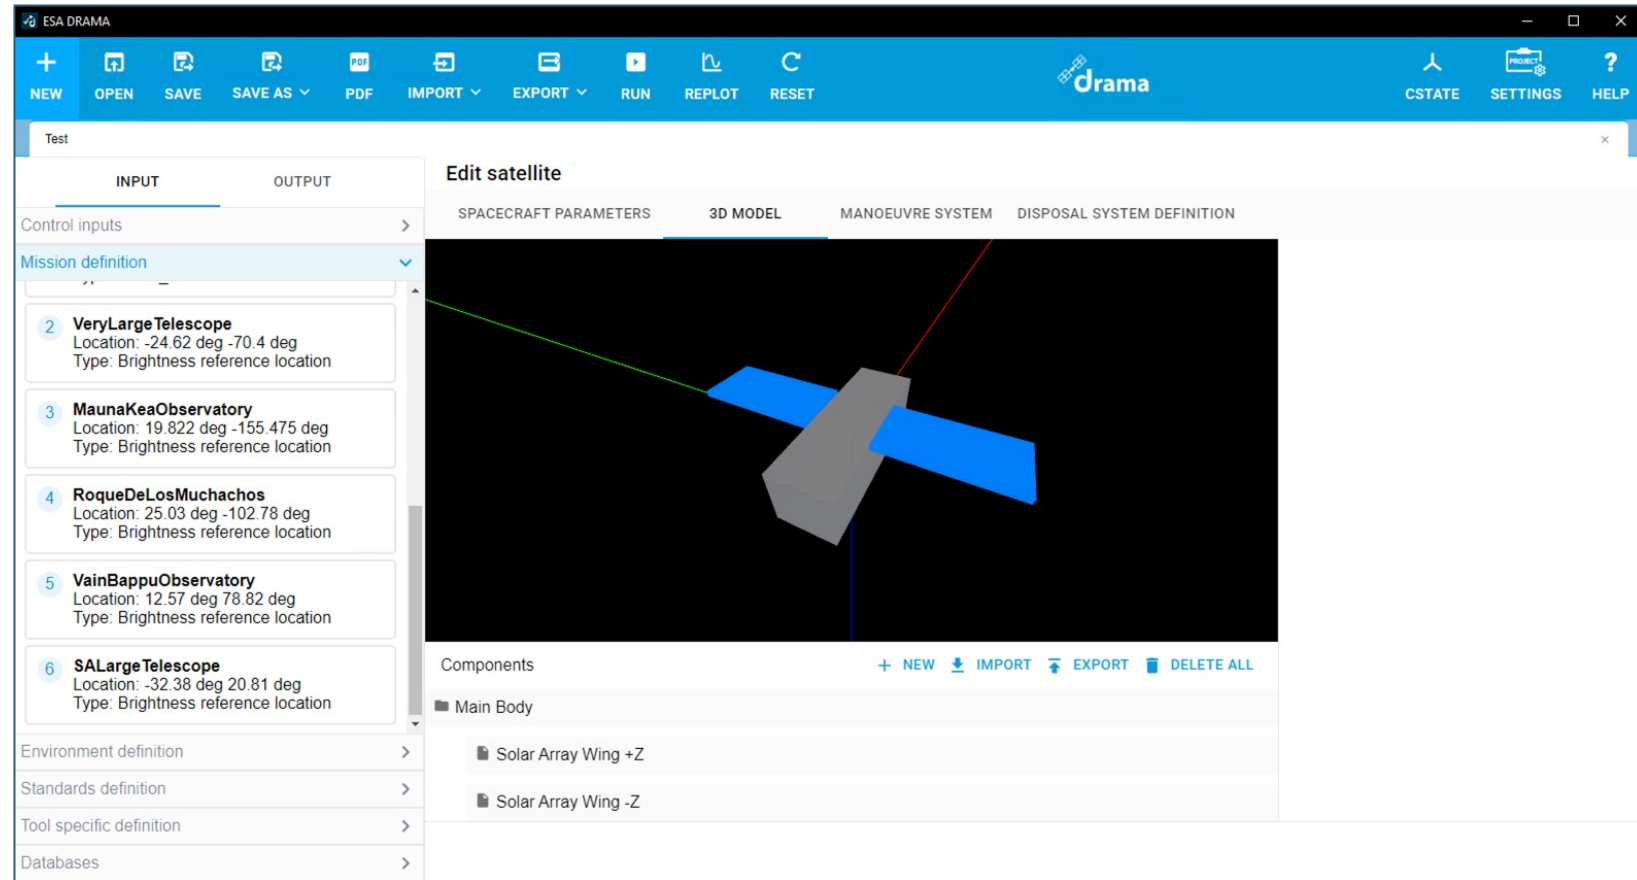 ESA DRAMA
NEW OPEN SAVE SAVE AS PDF IMPORT EXPORT RUN REPLOT RESET drama CSTATE SETTINGS HELP
PDF
PROJECT
Test
INPUT OUTPUT
Control inputs
Mission definition
2 VeryLargeTelescope
Location: -24.62 deg -70.4 deg
Type: Brightness reference location
3 MaunaKeaObservatory
Location: 19.822 deg -155.475 deg
Type: Brightness reference location
4 RoqueDeLosMuchachos
Location: 25.03 deg -102.78 deg
Type: Brightness reference location
5 VainBappuObservatory
Location: 12.57 deg 78.82 deg
Type: Brightness reference location
6 SALargeTelescope
Location: -32.38 deg 20.81 deg
Type: Brightness reference location
Environment definition
Standards definition
Tool specific definition
Databases
Edit satellite
SPACECRAFT PARAMETERS 3D MODEL MANOEUVRE SYSTEM DISPOSAL SYSTEM DEFINITION
Components + NEW IMPORT EXPORT DELETE ALL
Main Body
Solar Array Wing +Z
Solar Array Wing -Z